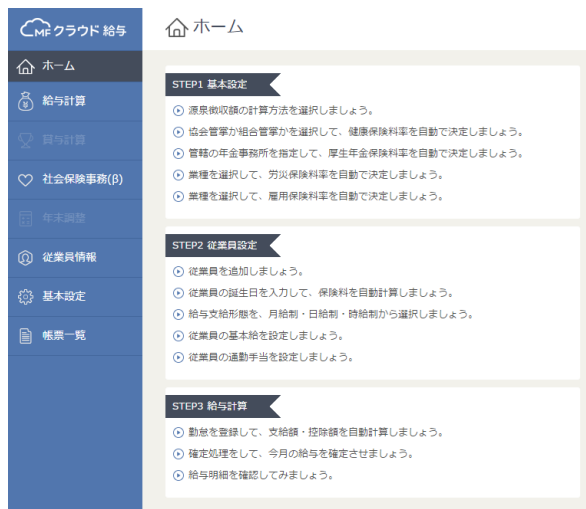 MFクラウド 給与
ホーム
ホーム
給与計算
賞与計算
社会保険事務(β)
年末調整
従業員情報
基本設定
帳票一覧
STEP1 基本設定
源泉徴収額の計算方法を選択しましょう。
協会管掌か組合管掌かを選択して、健康保険料率を自動で決定しましょう。
管轄の年金事務所を指定して、厚生年金保険料率を自動で決定しましょう。
業種を選択して、労災保険料率を自動で決定しましょう。
業種を選択して、雇用保険料率を自動で決定しましょう。
STEP2 従業員設定
従業員を追加しましょう。
従業員の誕生日を入力して、保険料を自動計算しましょう。
給与支給形態を、月給制・日給制・時給制から選択しましょう。
従業員の基本給を設定しましょう。
従業員の通勤手当を設定しましょう。
STEP3 給与計算
勤怠を登録して、支給額・控除額を自動計算しましょう。
確定処理をして、今月の給与を確定させましょう。
給与明細を確認してみましょう。